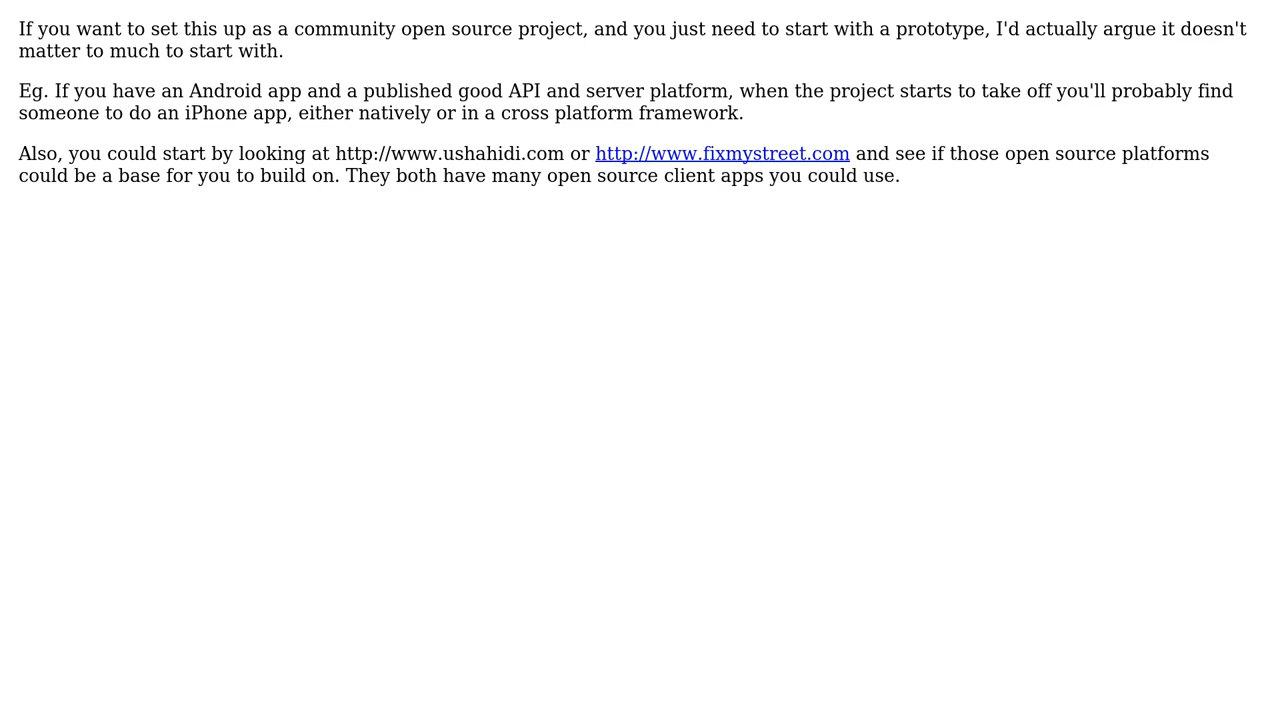 If you want to set this up as a community open source project, and you just need to start with a prototype, I'd actually argue it doesn't
matter to much to start with.
Eg. If you have an Android app and a published good API and server platform, when the project starts to take off you'll probably find
someone to do an iPhone app, either natively or in a cross platform framework.
Also, you could start by looking at http://www.ushahidi.com or http://www.fixmystreet.com and see if those open source platforms
could be a base for you to build on. They both have many open source client apps you could use.